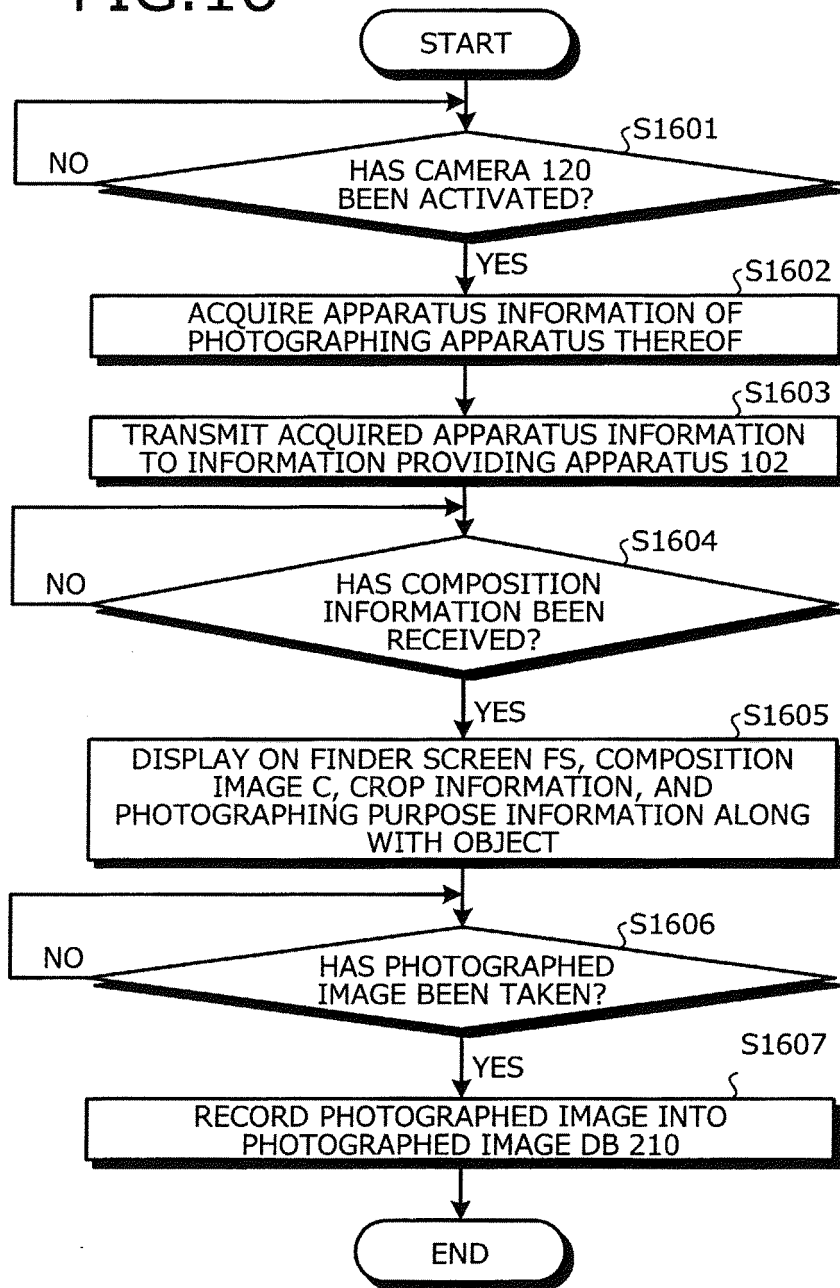 FIG.16
START
S1601
NO
HAS CAMERA 120
BEEN ACTIVATED?
YES
S1602
ACQUIRE APPARATUS INFORMATION OF
PHOTOGRAPHING APPARATUS THEREOF
S1603
TRANSMIT ACQUIRED APPARATUS INFORMATION
TO INFORMATION PROVIDING APPARATUS 102
S1604
NO
HAS COMPOSITION
INFORMATION BEEN
RECEIVED?
YES
S1605
DISPLAY ON FINDER SCREEN FS, COMPOSITION
IMAGE C, CROP INFORMATION, AND
PHOTOGRAPHING PURPOSE INFORMATION ALONG
WITH OBJECT
S1606
NO
HAS PHOTOGRAPHED
IMAGE BEEN TAKEN?
YES
S1607
RECORD PHOTOGRAPHED IMAGE INTO
PHOTOGRAPHED IMAGE DB 210
END